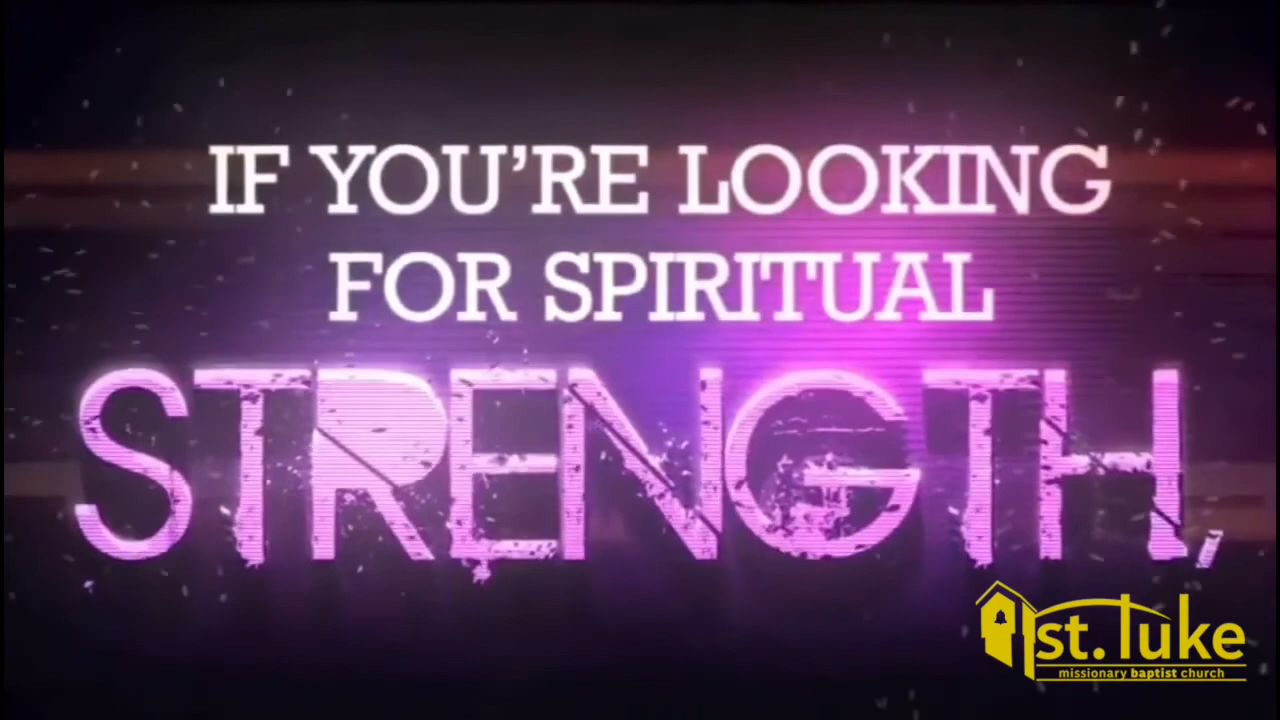 IF YOU’RE LOOKING
FOR SPIRITUAL
STRENGTH,
st. luke
missionary baptist church